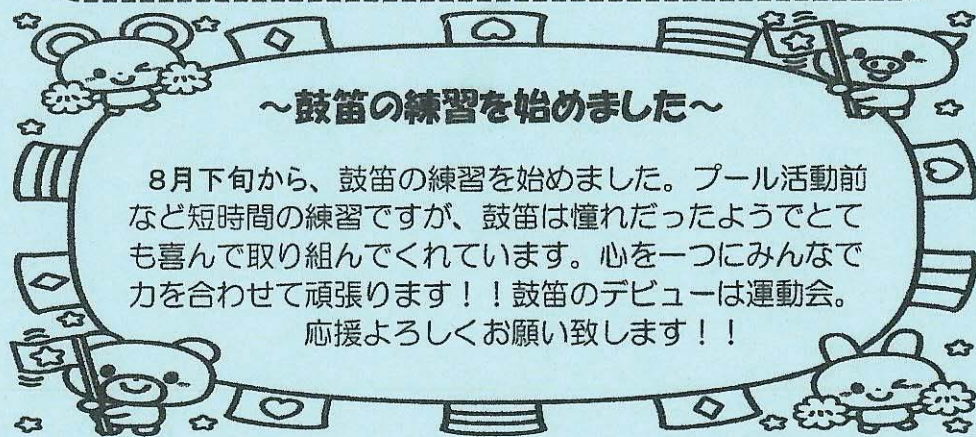 ～鼓笛の練習を始めました～
8月下旬から、鼓笛の練習を始めました。プール活動前
など短時間の練習ですが、鼓笛は憧れだったようでとて
も喜んで取り組んでくれています。心を一つにみんなで
力を合わせて頑張ります！！鼓笛のデビューは運動会。
応援よろしくお願い致します！！